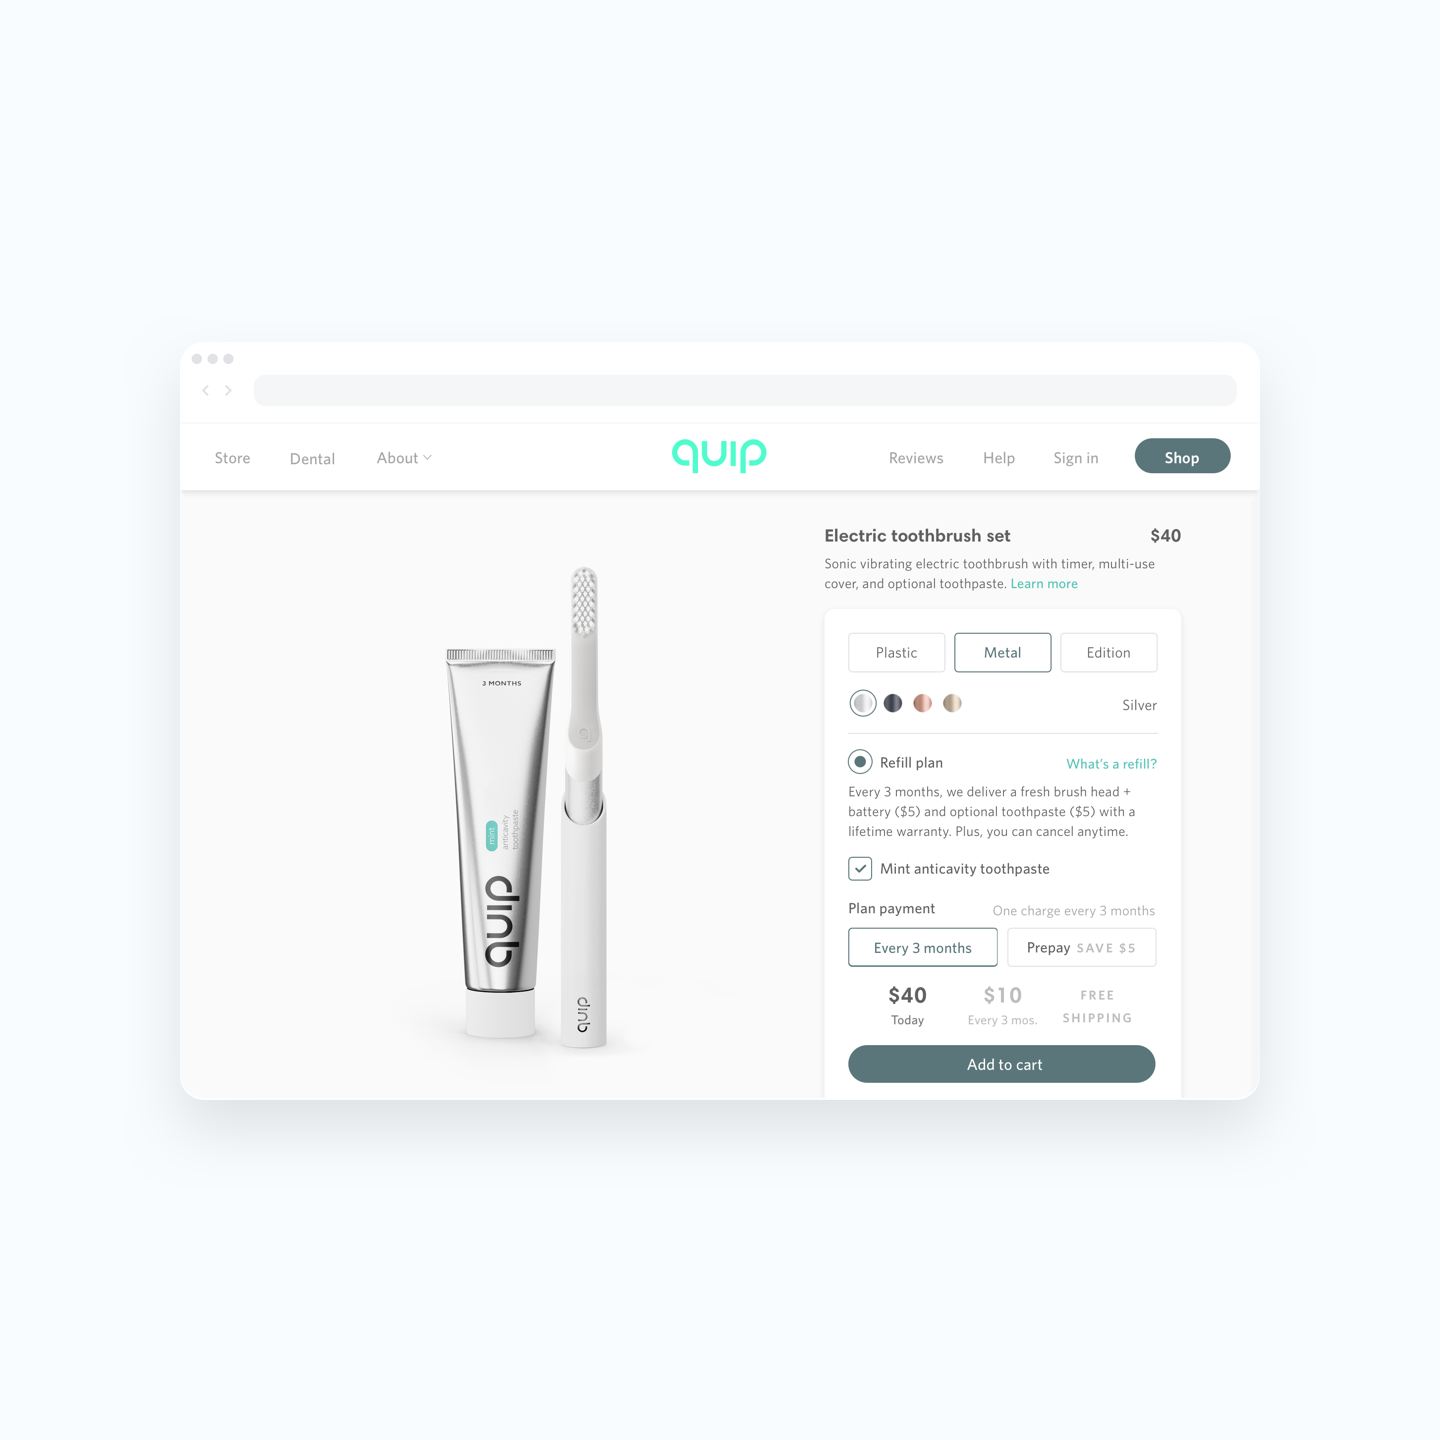 Store
Dental
About
quip
Reviews
Help
Sign in
Shop
Electric toothbrush set
$40
Sonic vibrating electric toothbrush with timer, multi-use
cover, and optional toothpaste. Learn more
Plastic
Metal
Edition
Silver
Refill plan
What's a refill?
Every 3 months, we deliver a fresh brush head +
battery ($5) and optional toothpaste ($5) with a
lifetime warranty. Plus, you can cancel anytime.
Mint anticavity toothpaste
Plan payment
One charge every 3 months
Every 3 months
Prepay SAVE $5
$40
Today
$10
Every 3 mos.
FREE
SHIPPING
Add to cart
3 MONTHS
mint
anticavity
toothpaste
quip
quip